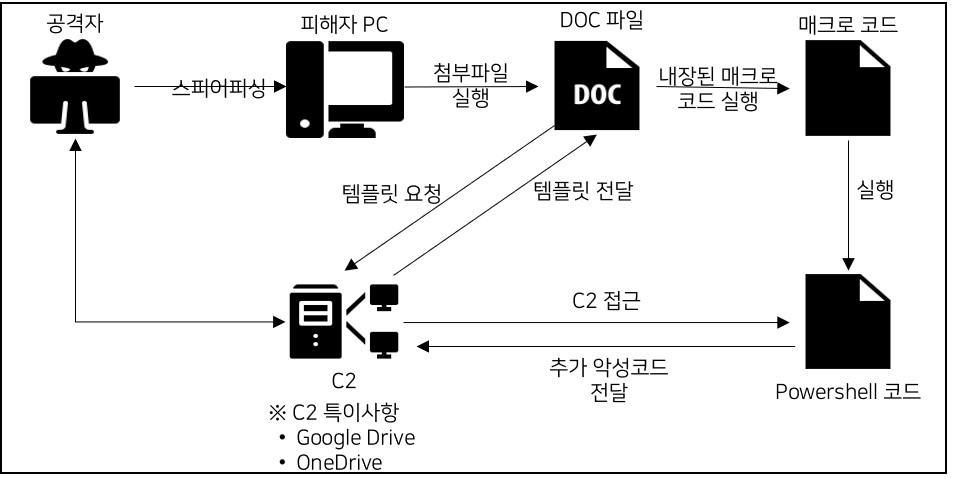 공격자
피해자 PC
DOC 파일
매크로 코드
스피어피싱
첨부파일
실행
DOC
내장된 매크로
코드 실행
템플릿 요청
템플릿 전달
실행
C2 접근
추가 악성코드
전달
C2
Powershell 코드
※ C2 특이사항
• Google Drive
• OneDrive